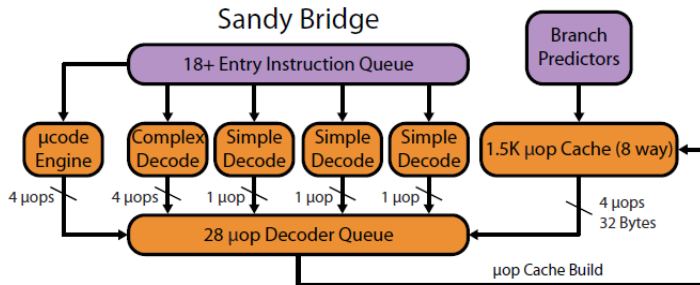 Sandy Bridge
18+ Entry Instruction Queue
Branch
Predictors
µcode
Engine
Complex
Decode
Simple
Decode
Simple
Decode
Simple
Decode
1.5K µop Cache (8 way)
4 µops
4 µops
1 µop
1 µop
1 µop
4 µops
32 Bytes
28 µop Decoder Queue
µop Cache Build